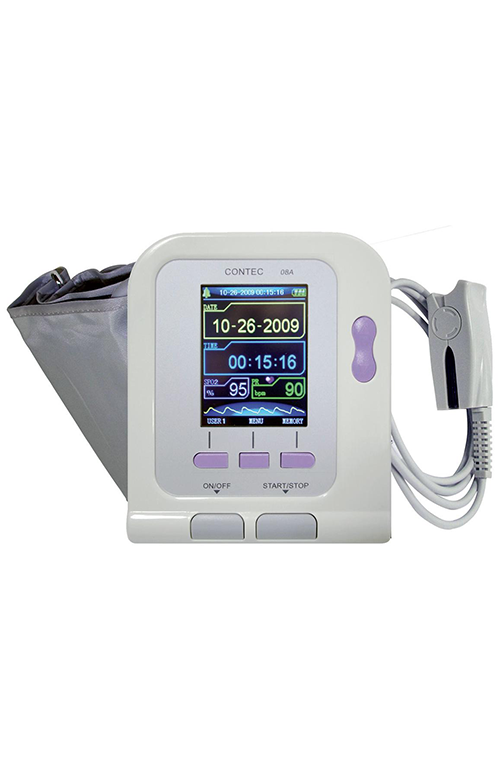 CONTEC 08A
10-26-2009 00:15:16
DATE
10-26-2009
TIME
00:15:16
SPO2 % 95 PR bpm 90
USER 1 MENU MEMORY
ON/OFF START/STOP